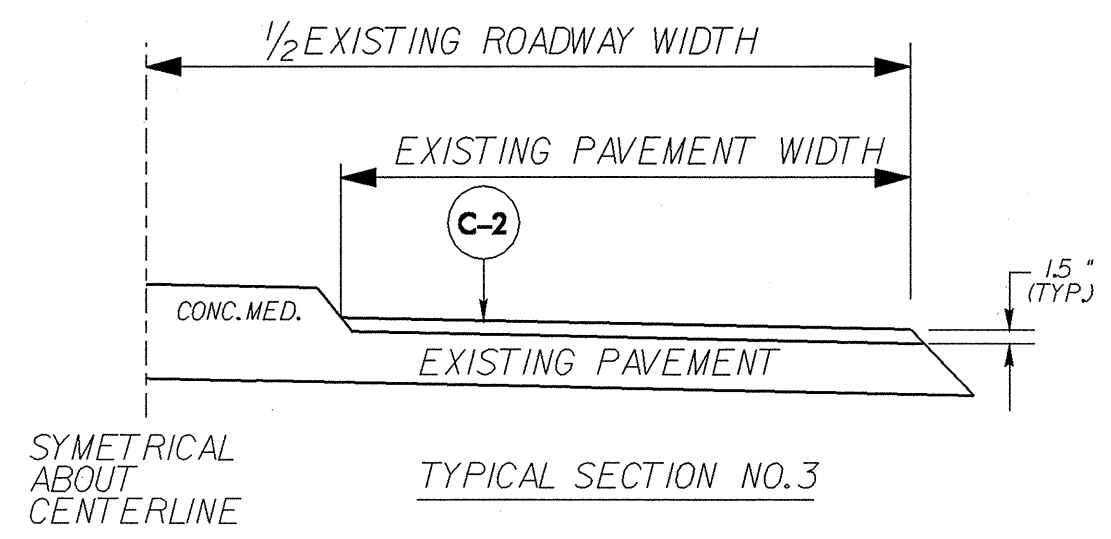 1/2 EXISTING ROADWAY WIDTH
EXISTING PAVEMENT WIDTH
C-2
1.5 "
(TYP.)
CONC. MED.
EXISTING PAVEMENT
SYMETRICAL
ABOUT
CENTERLINE
TYPICAL SECTION NO. 3